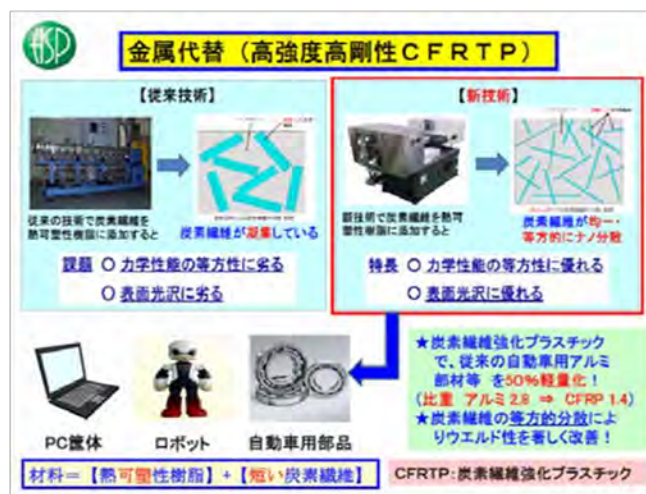 HSP
金属代替（高強度高剛性CFRTP）
【従来技術】
従来の技術で炭素繊維を
熱可塑性樹脂に添加すると
炭素繊維が凝集している
課題 〇 力学性能の等方性に劣る
〇 表面光沢に劣る
【新技術】
新技術で炭素繊維を熱可
塑性樹脂に添加すると
炭素繊維が均一・
等方的にナノ分散
特長 〇 力学性能の等方性に優れる
〇 表面光沢に優れる
PC筐体
ロボット
自動車用部品
★炭素繊維強化プラスチック
で、従来の自動車用アルミ
部材等 を50%軽量化！
（比重 アルミ2.8 ⇒ CFRP 1.4）
★炭素繊維の等方的分散によ
りウエルド性を著しく改善！
材料＝【熱可塑性樹脂】+【短い炭素繊維】
CFRTP：炭素繊維強化プラスチック